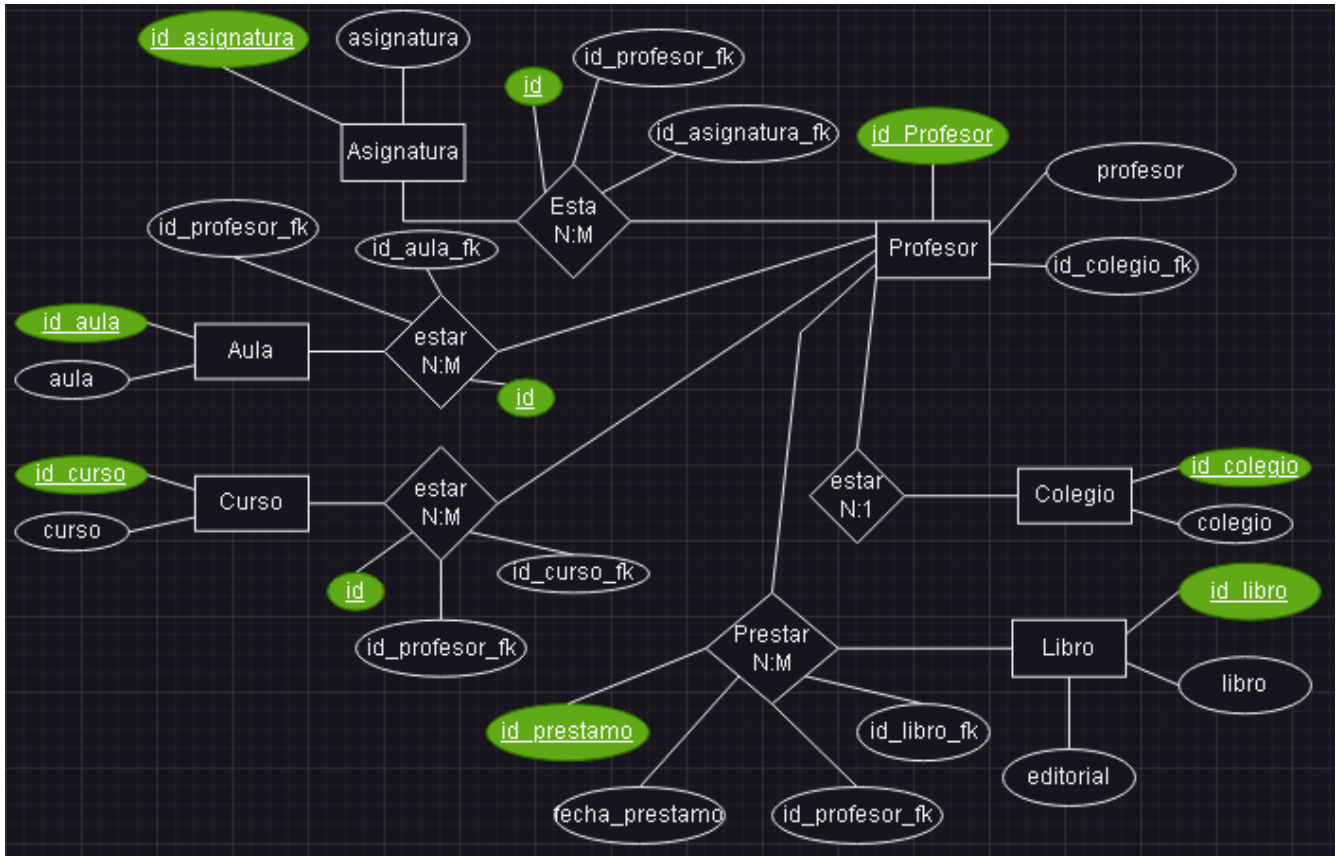 id_asignatura
asignatura
id_profesor_fk
id
id_asignatura_fk
id_Profesor
Asignatura
profesor
Esta
N:M
id_profesor_fk
id_aula_fk
Profesor
id_colegio_fk
id_aula
Aula
estar
N:M
aula
id
id_curso
Curso
estar
N:M
curso
estar
N:1
Colegio
id_colegio
colegio
id
id_curso_fk
id_profesor_fk
Prestar
N:M
Libro
id_libro
libro
id_prestamo
id_libro_fk
editorial
fecha_prestamo
id_profesor_fk